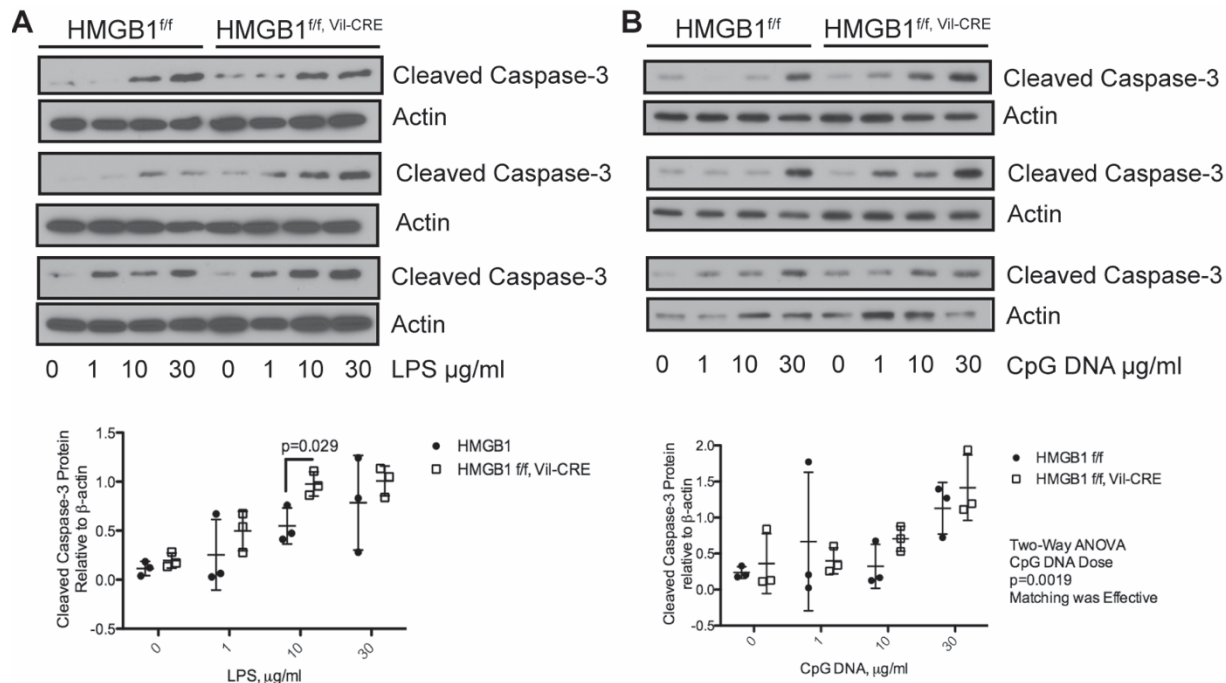 A
HMGB1f/f HMGB1f/f, Vil-CRE
Cleaved Caspase-3
Actin
Cleaved Caspase-3
Actin
Cleaved Caspase-3
Actin
0 1 10 30 0 1 10 30 LPS µg/ml
Cleaved Caspase-3 Protein
Relative to β-actin
1.5
1.0
0.5
0.0
-0.5
p=0.029
HMGB1
HMGB1 f/f, Vil-CRE
0 1 10 30
LPS, µg/ml
B
HMGB1f/f HMGB1f/f, Vil-CRE
Cleaved Caspase-3
Actin
Cleaved Caspase-3
Actin
Cleaved Caspase-3
Actin
0 1 10 30 0 1 10 30 CpG DNA µg/ml
Cleaved Caspase-3 Protein
relative to β-actin
2.0
1.5
1.0
0.5
0.0
-0.5
HMGB1 f/f
HMGB1 f/f, Vil-CRE
Two-Way ANOVA
CpG DNA Dose
p=0.0019
Matching was Effective
0 1 10 30
CpG DNA, µg/ml